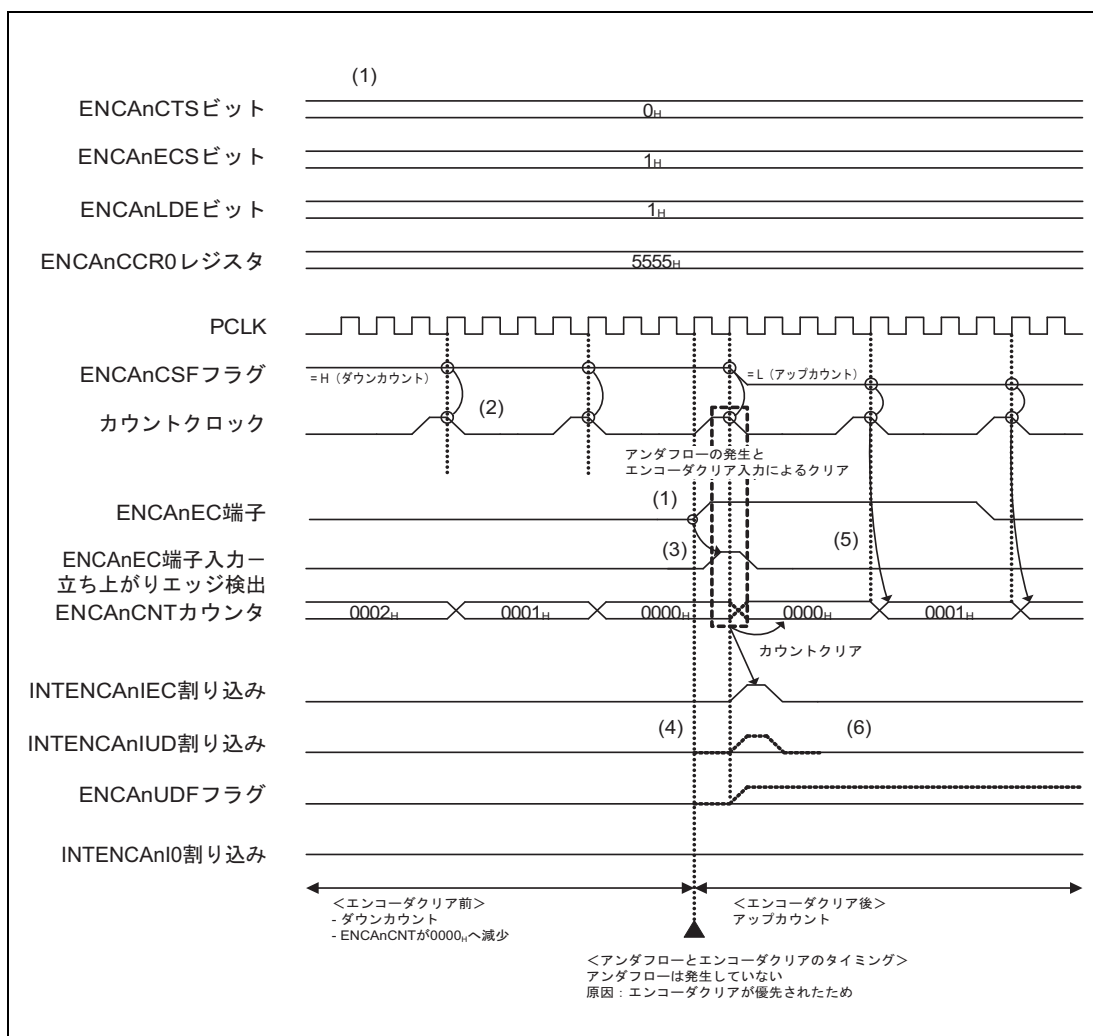 (1)
ENCAnCTSビット
0H
ENCAnECSビット
1H
ENCAnLDEビット
1H
ENCAnCCR0レジスタ
5555H
PCLK
ENCAnCSFフラグ
=H（ダウンカウント）
=L（アップカウント）
カウントクロック
(2)
アンダフローの発生と
エンコーダクリア入力によるクリア
ENCAnEC端子
(1)
(5)
ENCAnEC端子入力ー
立ち上がりエッジ検出
(3)
ENCAnCNTカウンタ
0002H
0001H
0000H
0000H
0001H
カウントクリア
INTENCAnIEC割り込み
INTENCAnIUD割り込み
(4)
(6)
ENCAnUDFフラグ
INTENCAnI0割り込み
＜エンコーダクリア前＞
- ダウンカウント
- ENCAnCNTが0000Hへ減少
＜エンコーダクリア後＞
アップカウント
＜アンダフローとエンコーダクリアのタイミング＞
アンダフローは発生していない
原因：エンコーダクリアが優先されたため